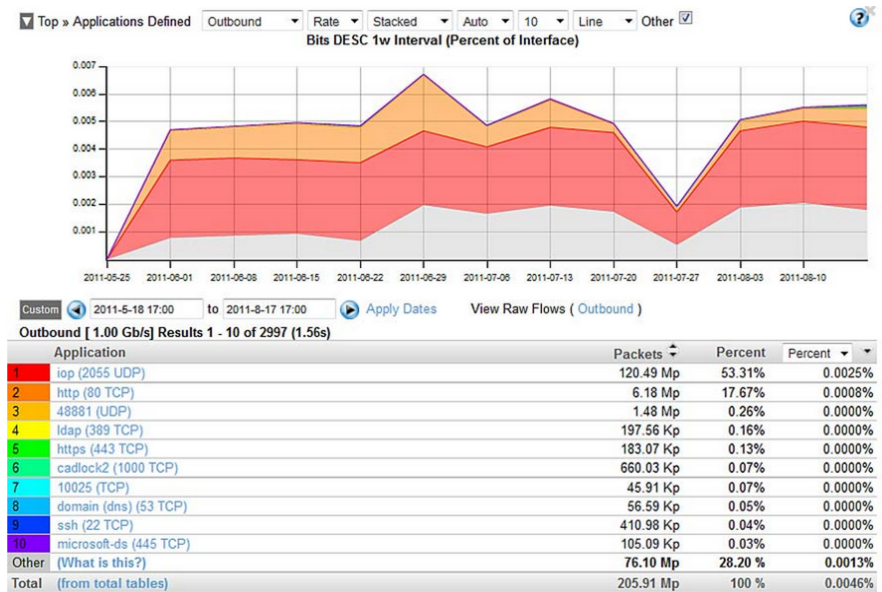 Top » Applications Defined Outbound Rate Stacked Auto 10 Line Other
Bits DESC 1w Interval (Percent of Interface)
0.007
0.006
0.005
0.004
0.003
0.002
0.001
2011-05-25 2011-06-01 2011-06-08 2011-06-15 2011-06-22 2011-06-29 2011-07-06 2011-07-13 2011-07-20 2011-07-27 2011-08-03 2011-08-10
Custom 2011-5-18 17:00 to 2011-8-17 17:00 Apply Dates View Raw Flows ( Outbound )
Outbound [ 1.00 Gb/s] Results 1 - 10 of 2997 (1.56s)
Application Packets Percent Percent
1 iop (2055 UDP) 120.49 Mp 53.31% 0.0025%
2 http (80 TCP) 6.18 Mp 17.67% 0.0008%
3 48881 (UDP) 1.48 Mp 0.26% 0.0000%
4 ldap (389 TCP) 197.56 Kp 0.16% 0.0000%
5 https (443 TCP) 183.07 Kp 0.13% 0.0000%
6 cadlock2 (1000 TCP) 660.03 Kp 0.07% 0.0000%
7 10025 (TCP) 45.91 Kp 0.07% 0.0000%
8 domain (dns) (53 TCP) 56.59 Kp 0.05% 0.0000%
9 ssh (22 TCP) 410.98 Kp 0.04% 0.0000%
10 microsoft-ds (445 TCP) 105.09 Kp 0.03% 0.0000%
Other (What is this?) 76.10 Mp 28.20 % 0.0013%
Total (from total tables) 205.91 Mp 100 % 0.0046%